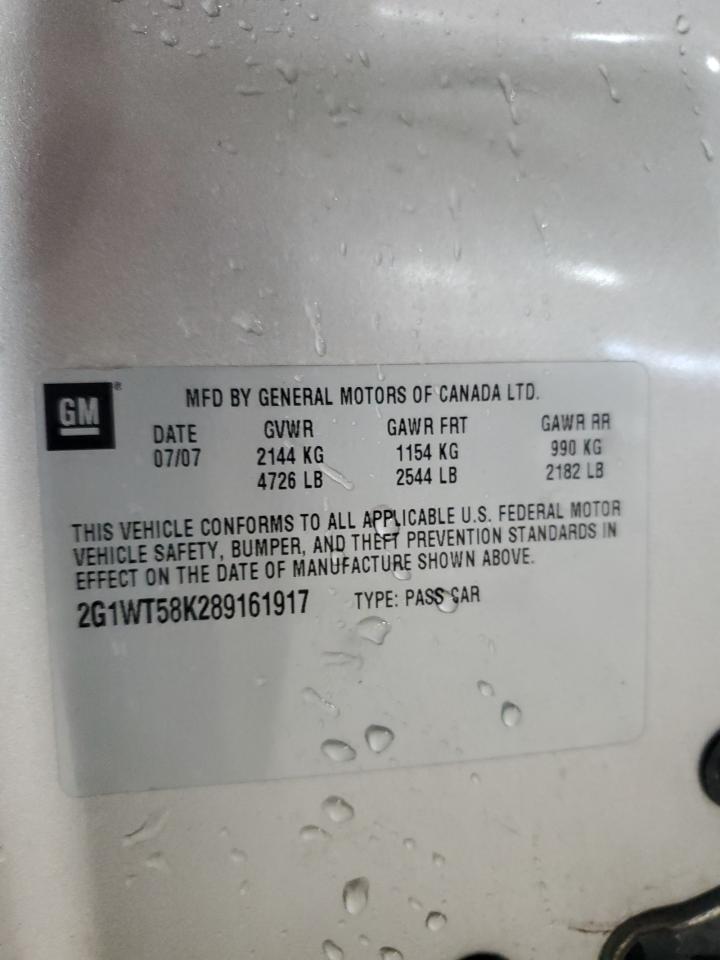 GM®
MFD BY GENERAL MOTORS OF CANADA LTD.
DATE GVWR GAWR FRT GAWR RR
07/07 2144 KG 1154 KG 990 KG
4726 LB 2544 LB 2182 LB
THIS VEHICLE CONFORMS TO ALL APPLICABLE U.S. FEDERAL MOTOR
VEHICLE SAFETY, BUMPER, AND THEFT PREVENTION STANDARDS IN
EFFECT ON THE DATE OF MANUFACTURE SHOWN ABOVE.
2G1WT58K289161917 TYPE: PASS CAR